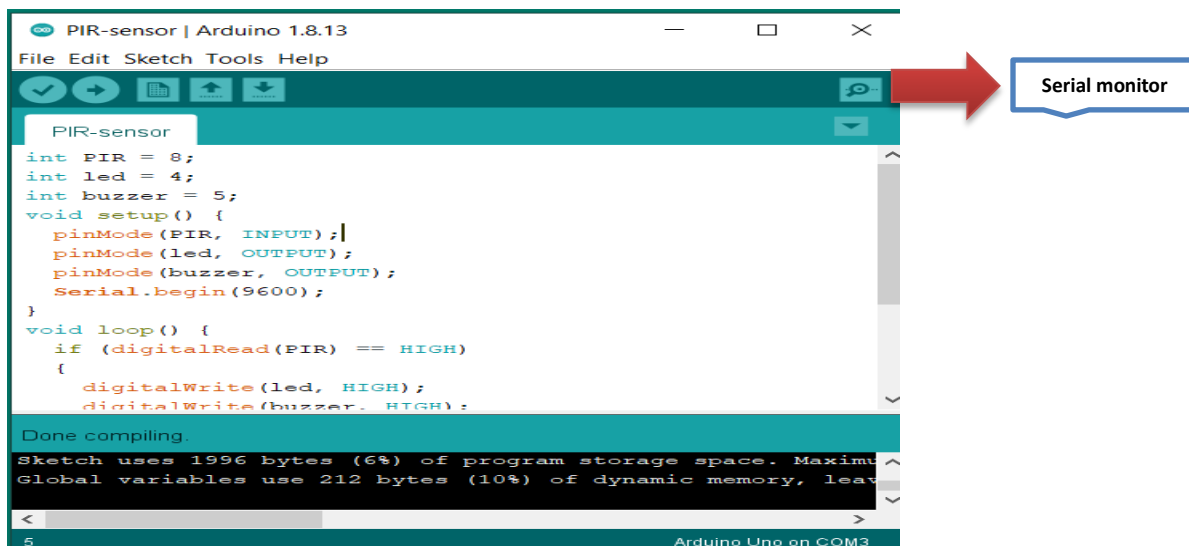 PIR-sensor | Arduino 1.8.13
File Edit Sketch Tools Help
Serial monitor
PIR-sensor
int PIR = 8;
int led = 4;
int buzzer = 5;
void setup() {
  pinMode(PIR, INPUT);
  pinMode(led, OUTPUT);
  pinMode(buzzer, OUTPUT);
  Serial.begin(9600);
}
void loop() {
  if (digitalRead(PIR) == HIGH)
  {
    digitalWrite(led, HIGH);
    digitalWrite(buzzer, HIGH);
Done compiling.
Sketch uses 1996 bytes (6%) of program storage space. Maximu
Global variables use 212 bytes (10%) of dynamic memory, leav
5
Arduino Uno on COM3